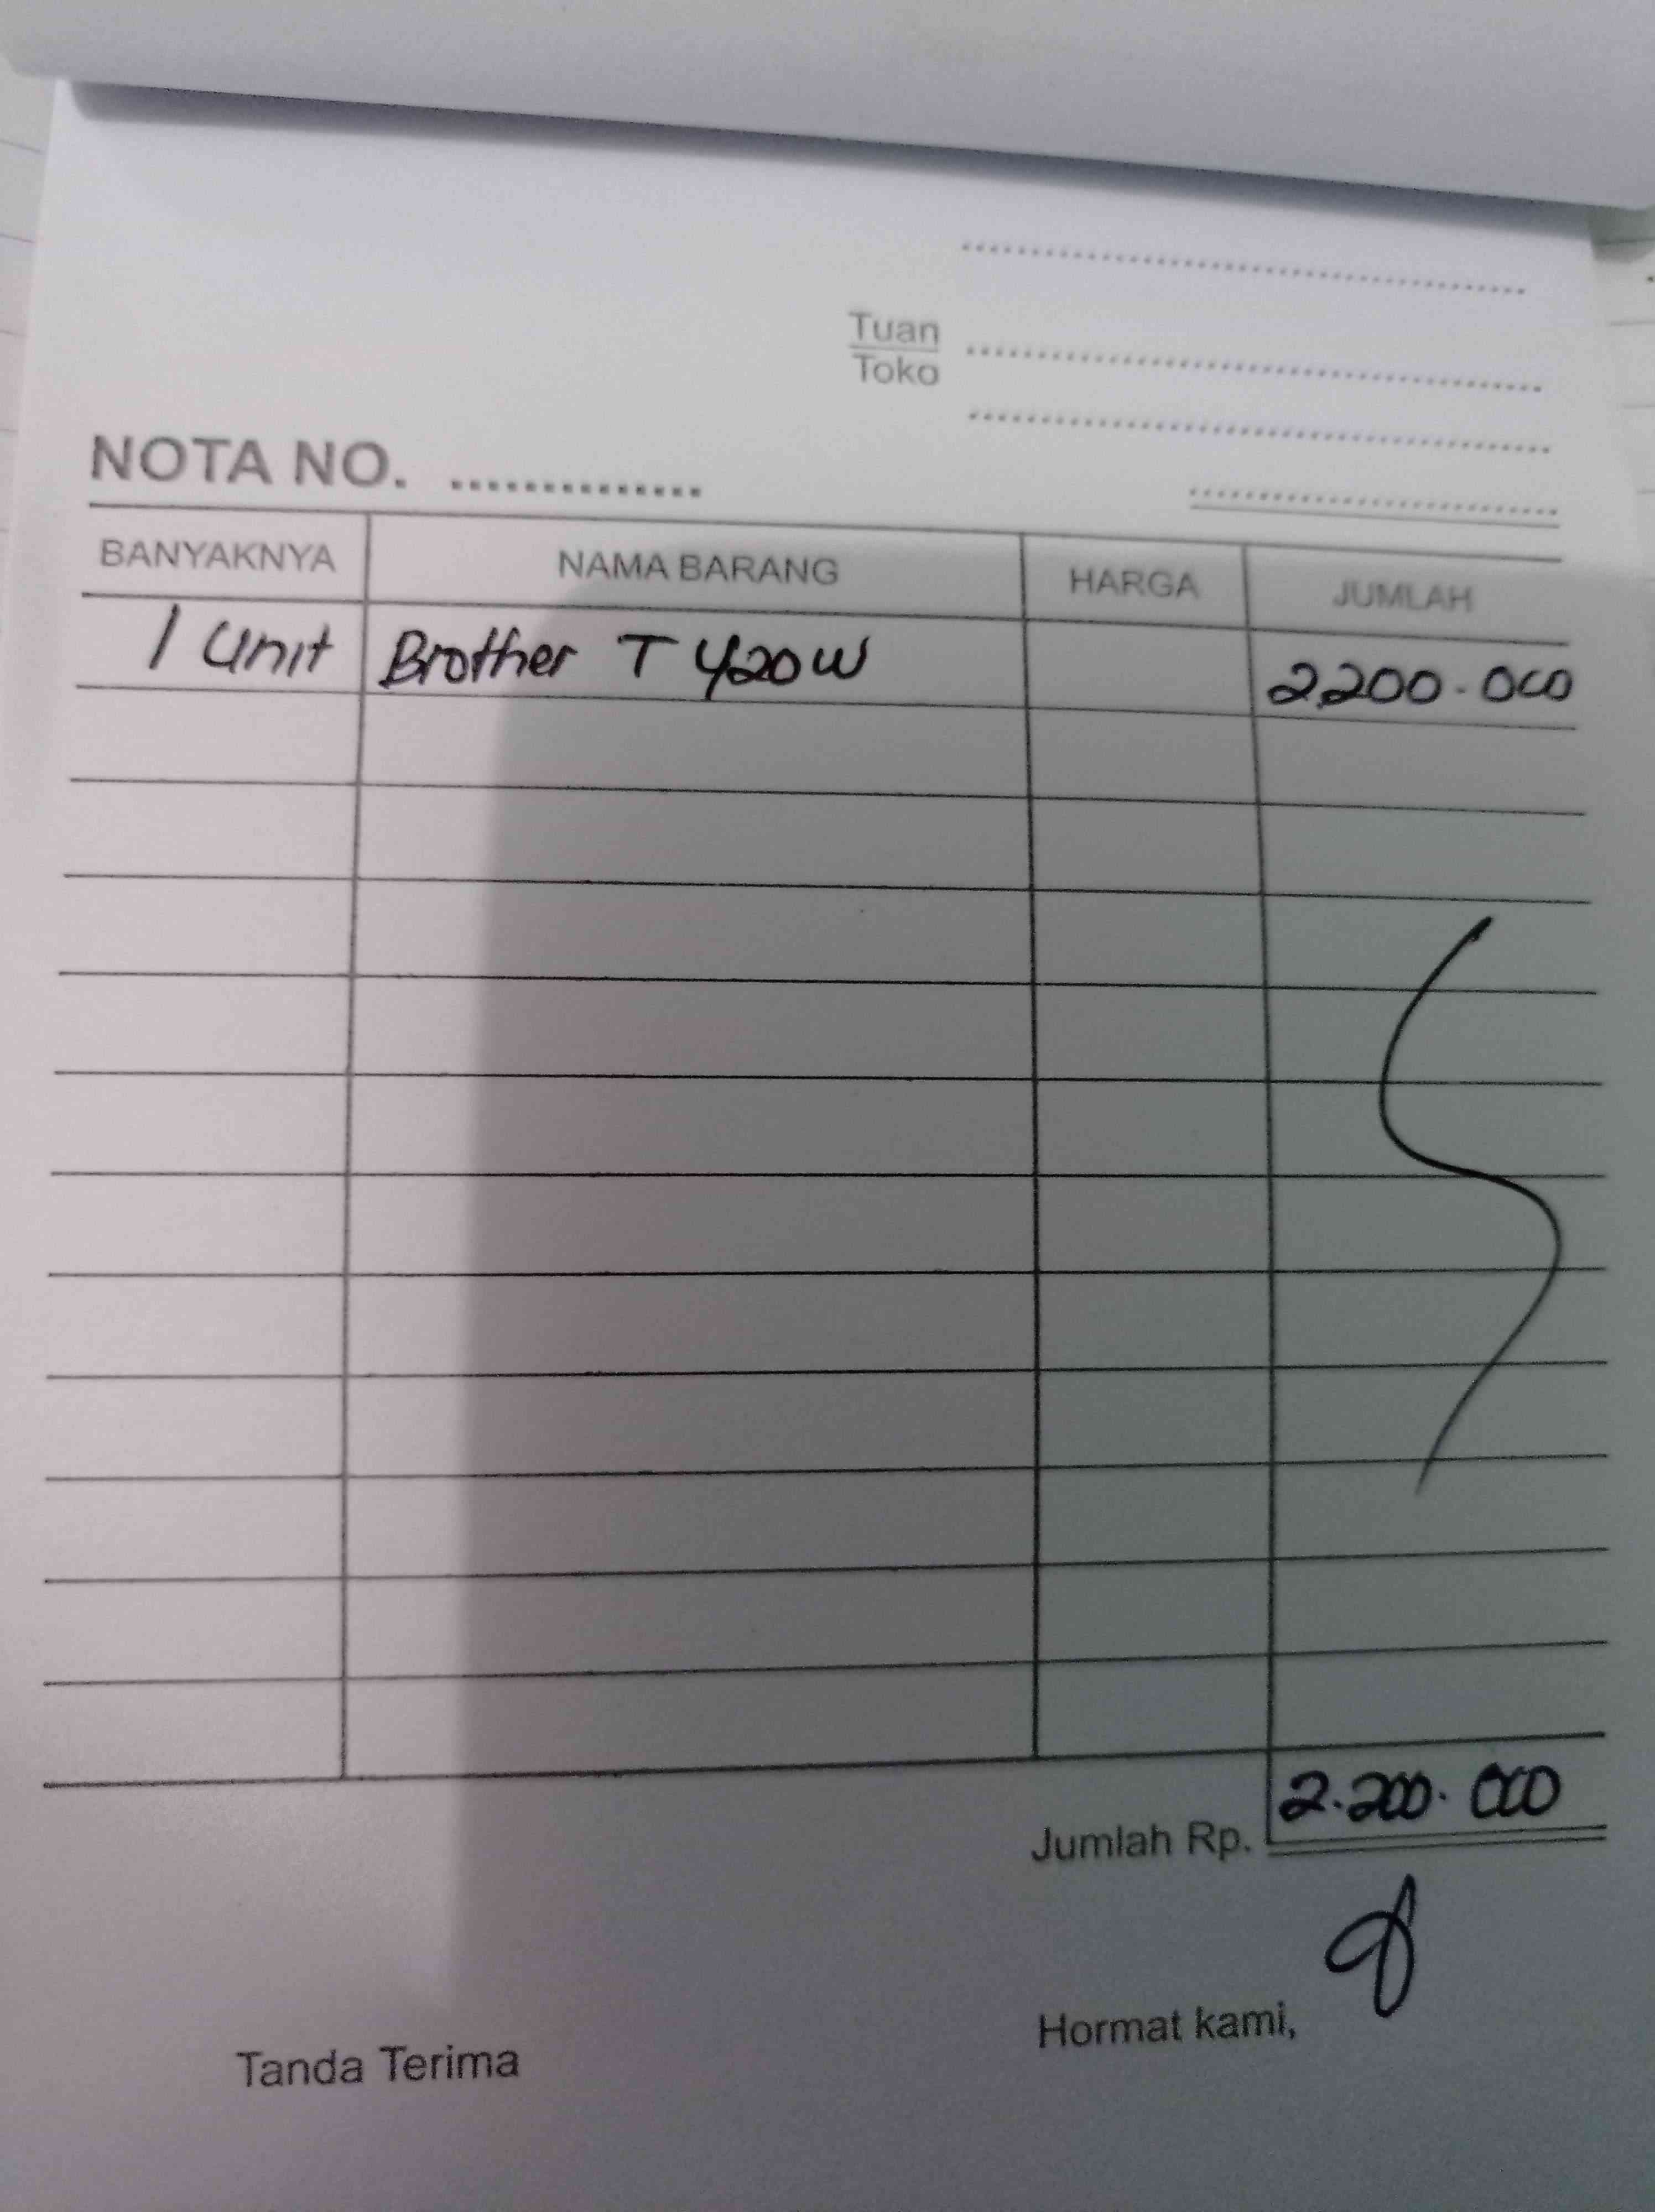 Tuan
Toko
NOTA NO.
BANYAKNYA NAMA BARANG HARGA JUMLAH
1 Unit Brother T 420W 2.200.000
Jumlah Rp. 2.200.000
Hormat kami,
Tanda Terima